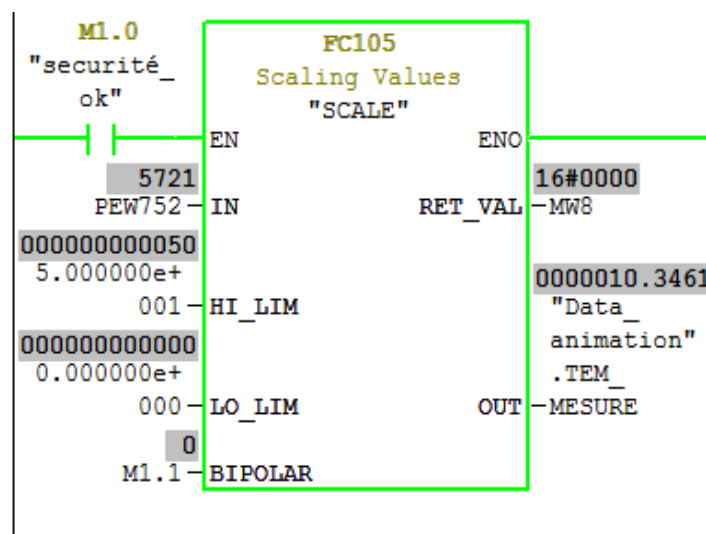 M1.0
"securité_
ok"
FC105
Scaling Values
"SCALE"
EN
ENO
5721
PEW752
IN
16#0000
RET_VAL
MW8
000000000050
5.000000e+
001
HI_LIM
0000010.3461
"Data_
animation"
.TEM_
MESURE
OUT
000000000000
0.000000e+
000
LO_LIM
0
M1.1
BIPOLAR